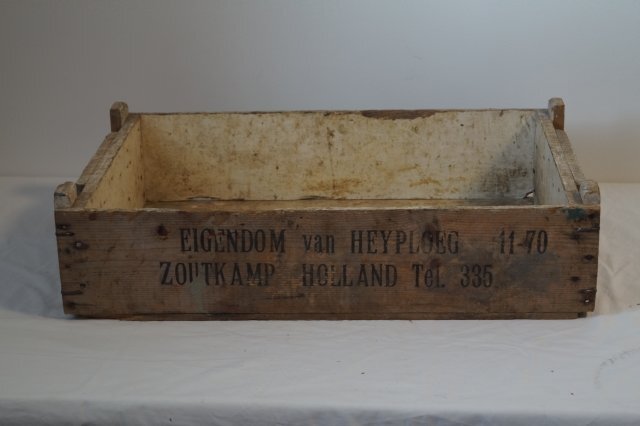 EIGENDOM van HEYPLOEG 11-70
ZOUTKAMP HOLLAND Tel. 335